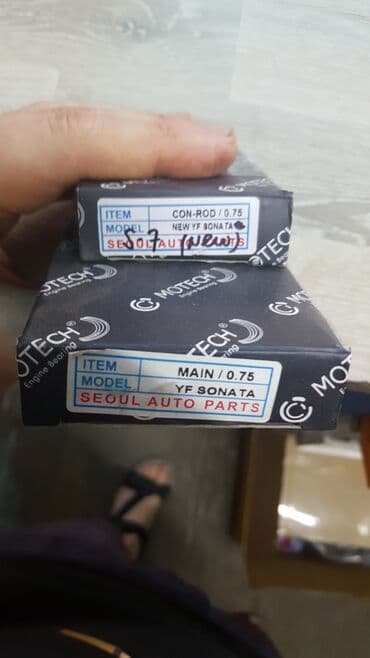 ITEM CON-ROD / 0.75
MODEL NEW YF SONATA
SEOUL AUTO PARTS
(New)
MOTECH
MOTECH
MOTECH
Engine Bearing
ITEM MAIN / 0.75
MODEL YF SONATA
SEOUL AUTO PARTS